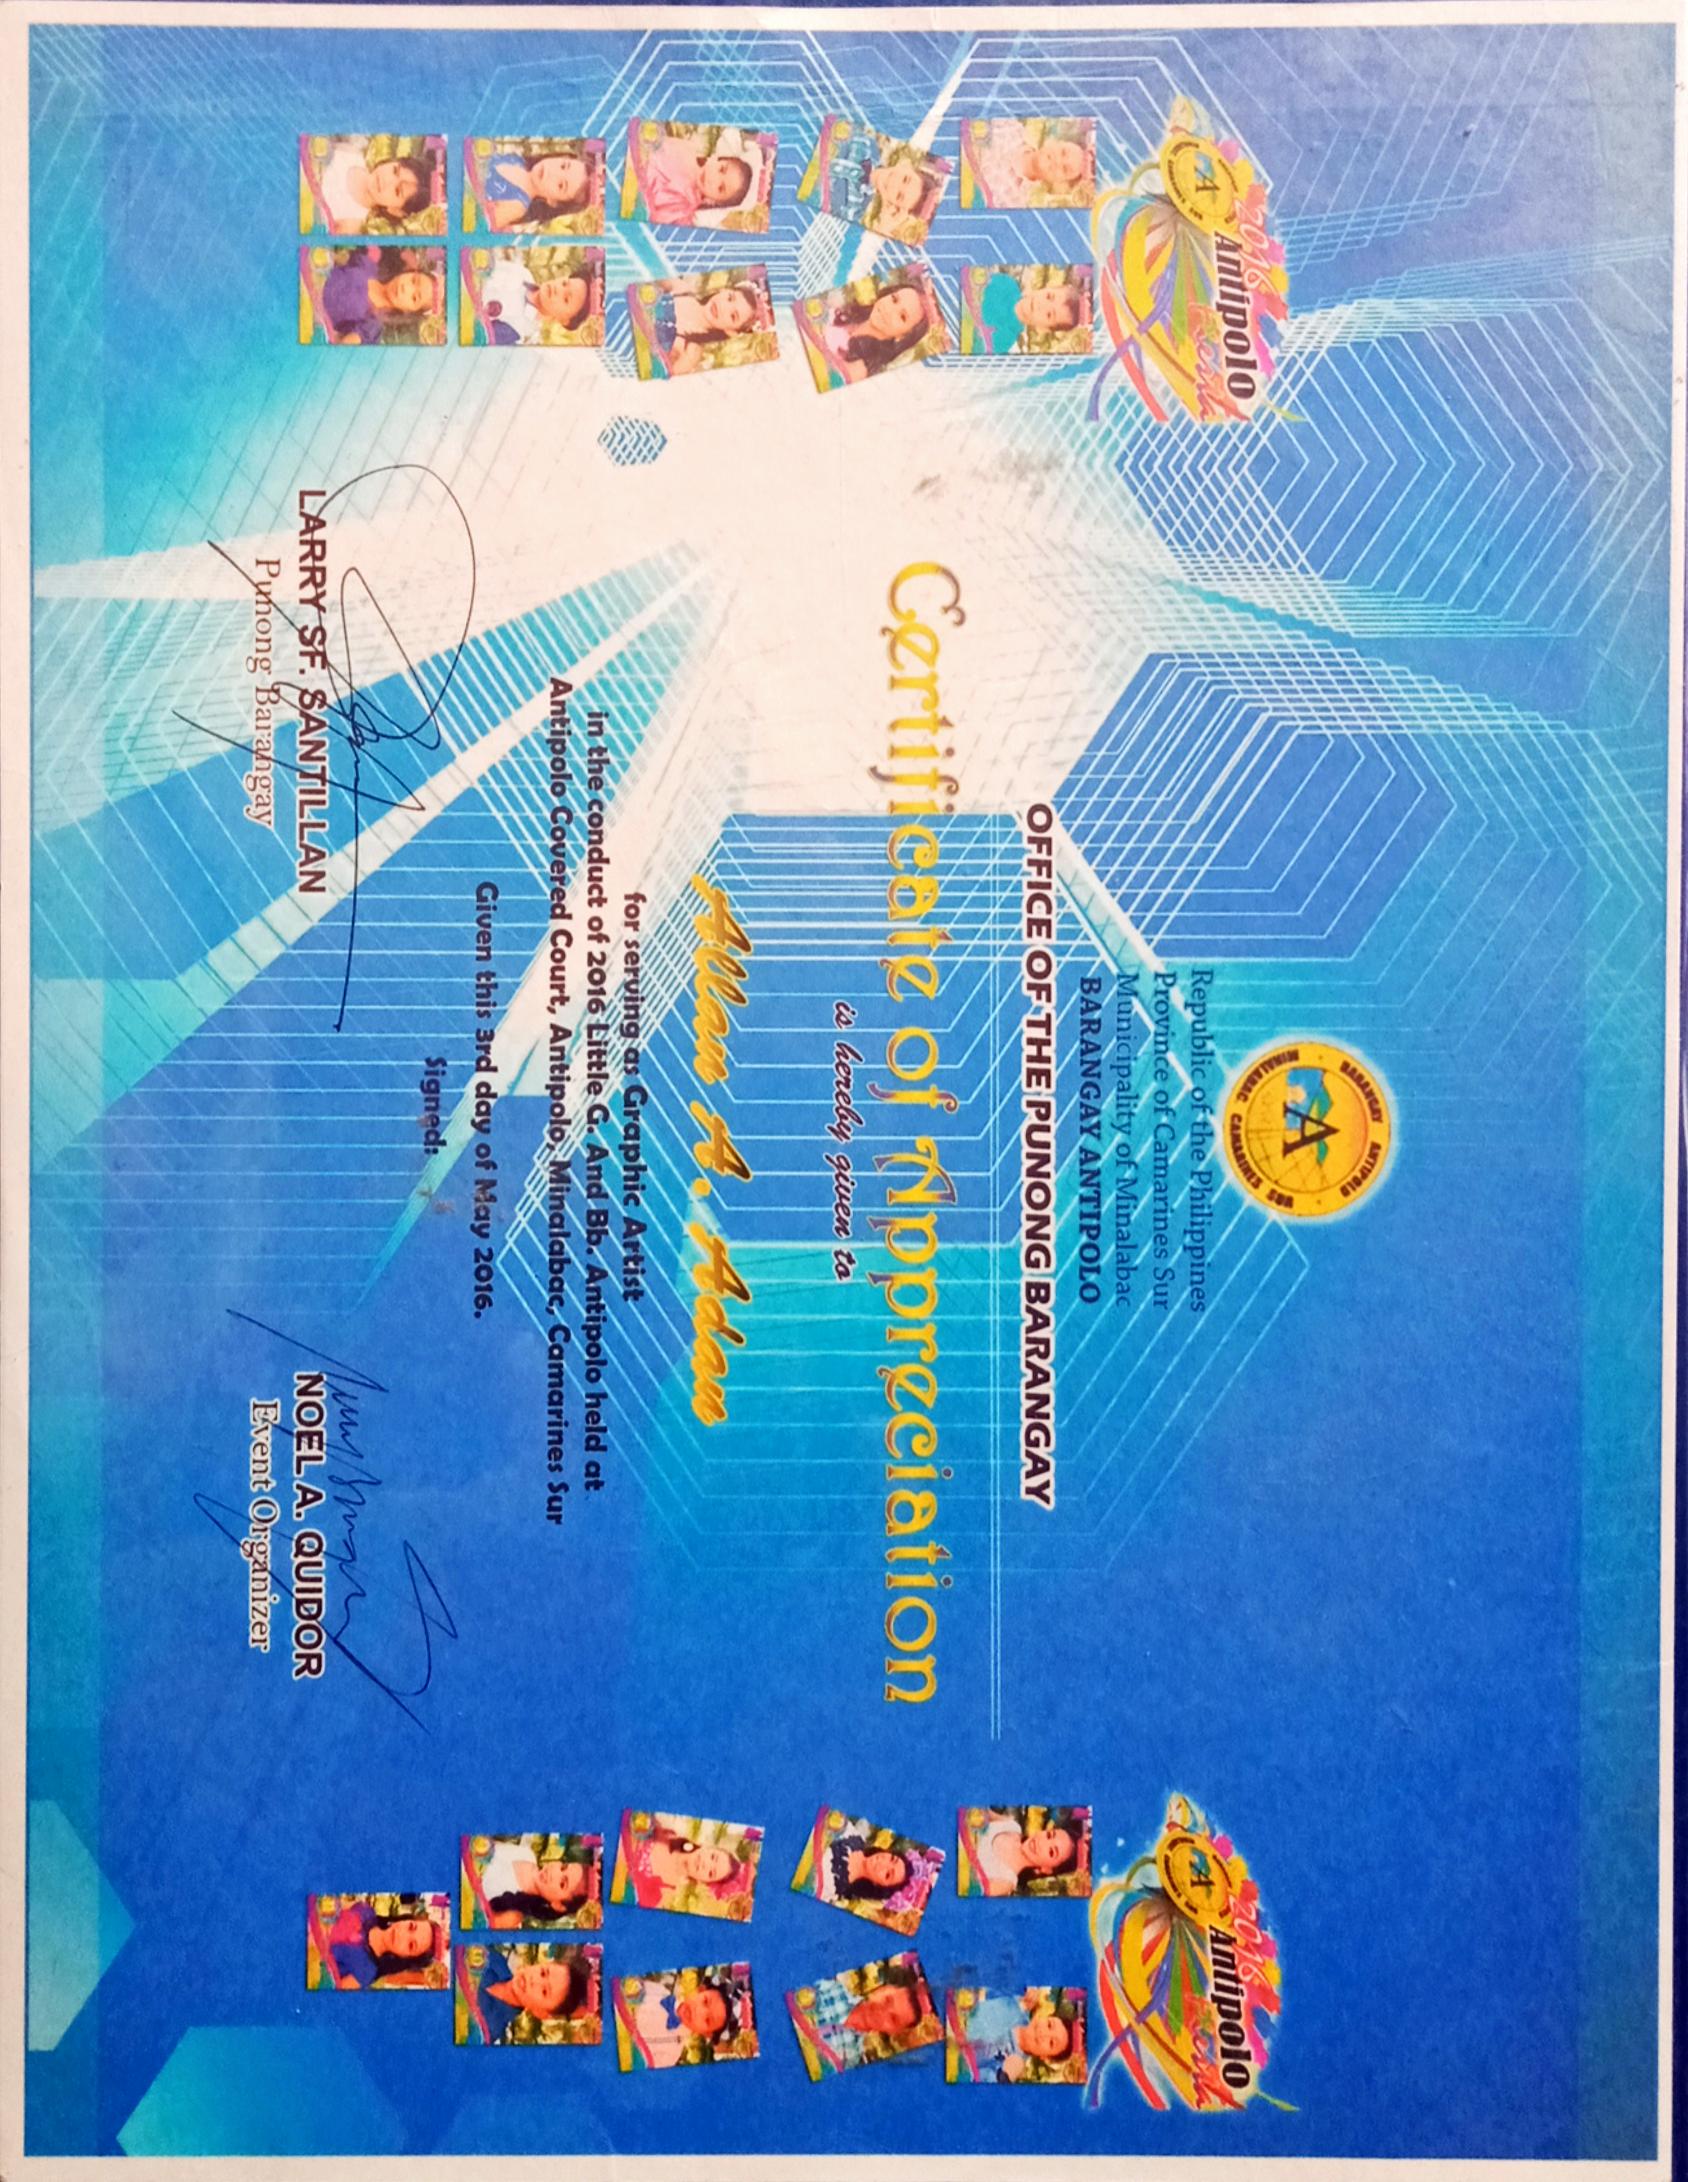 BARANGAY ANTIPOLO
A
MINALABAC, CAMARINES SUR
2016
Antipolo
Fiesta
A
2016
Antipolo
Fiesta
A
Republic of the Philippines
Province of Camarines Sur
Municipality of Minalabac
BARANGAY ANTIPOLO
OFFICE OF THE PUNONG BARANGAY
Certificate of Appreciation
is hereby given to
Allan A. Adan
for serving as Graphic Artist
in the conduct of 2016 Little G. And Bb. Antipolo held at
Antipolo Covered Court, Antipolo, Minalabac, Camarines Sur
Given this 3rd day of May 2016.
Signed:
LARRY SF. SANTILLAN
Punong Barangay
NOEL A. QUIDOR
Event Organizer